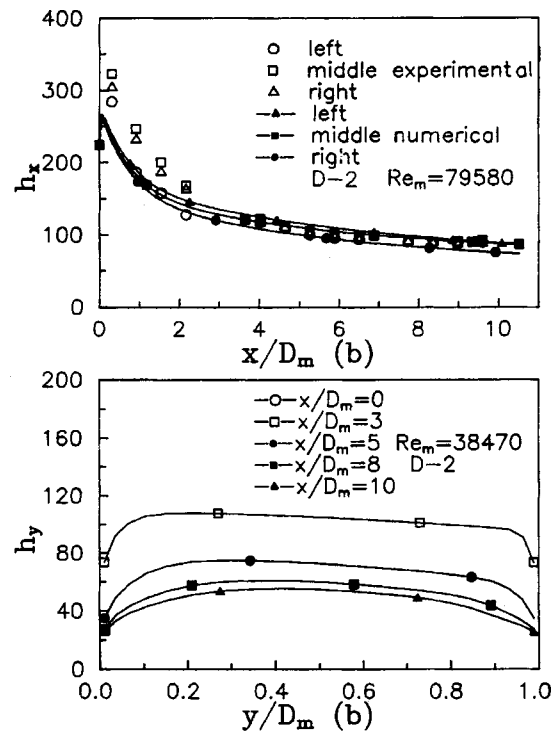 400
300
200
100
0
h_x
left
middle experimental
right
left
middle numerical
right
D-2 Re_m=79580
0 2 4 6 8 10
x/D_m (b)
200
160
120
80
40
0
h_y
x/D_m=0
x/D_m=3
x/D_m=5 Re_m=38470
x/D_m=8 D-2
x/D_m=10
0.0 0.2 0.4 0.6 0.8 1.0
y/D_m (b)